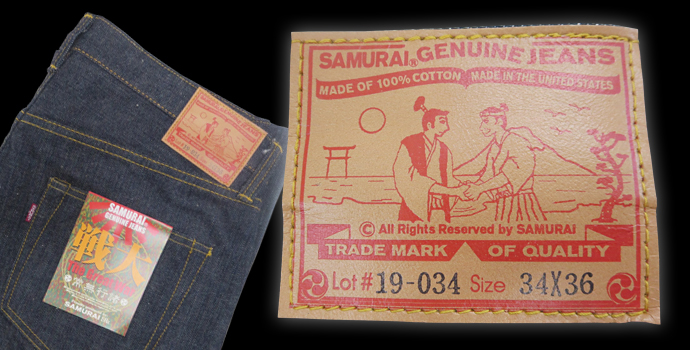 SAMURAI
GENUINE JEANS
戦
The
SAMURAI
SAMURAI® GENUINE JEANS
MADE OF 100% COTTON MADE IN THE UNITED STATES
© All Rights Reserved by SAMURAI
TRADE MARK OF QUALITY
Lot # 19-034 Size 34X36